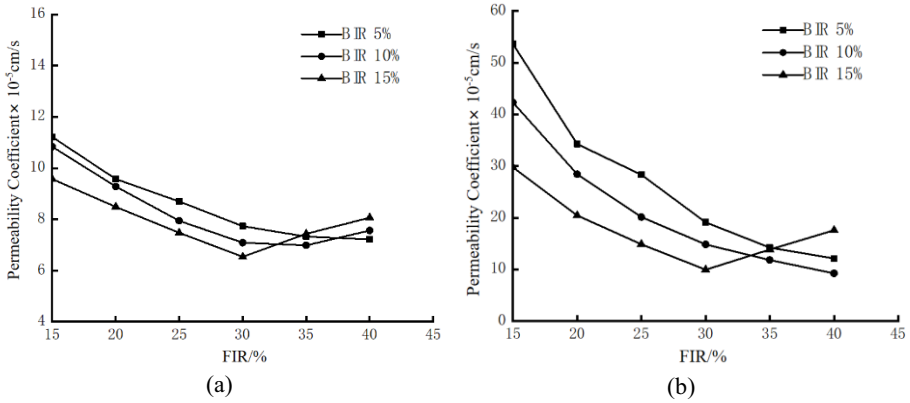 16
14
12
10
8
6
4
Permeability Coefficient× 10-5cm/s
BIR 5%
BIR 10%
BIR 15%
15 20 25 30 35 40 45
FIR/%
(a)
60
50
40
30
20
10
0
Permeability Coefficient× 10-5cm/s
BIR 5%
BIR 10%
BIR 15%
15 20 25 30 35 40 45
FIR/%
(b)